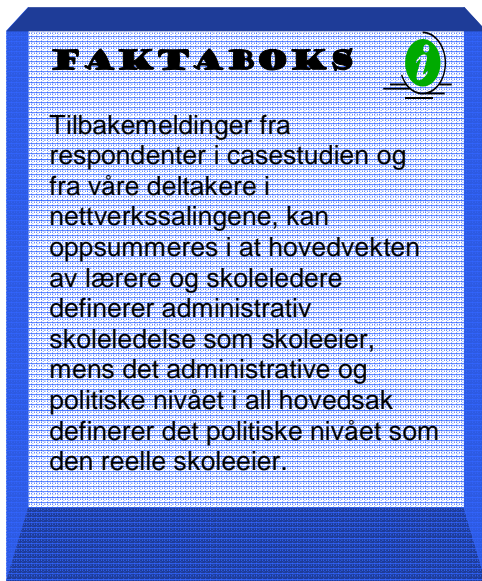 FAKTABOKS
i
Tilbakemeldinger fra
respondenter i casestudien og
fra våre deltakere i
nettverkssalingene, kan
oppsummeres i at hovedvekten
av lærere og skoleledere
definerer administrativ
skoleledelse som skoleeier,
mens det administrative og
politiske nivået i all hovedsak
definerer det politiske nivået som
den reelle skoleeier.